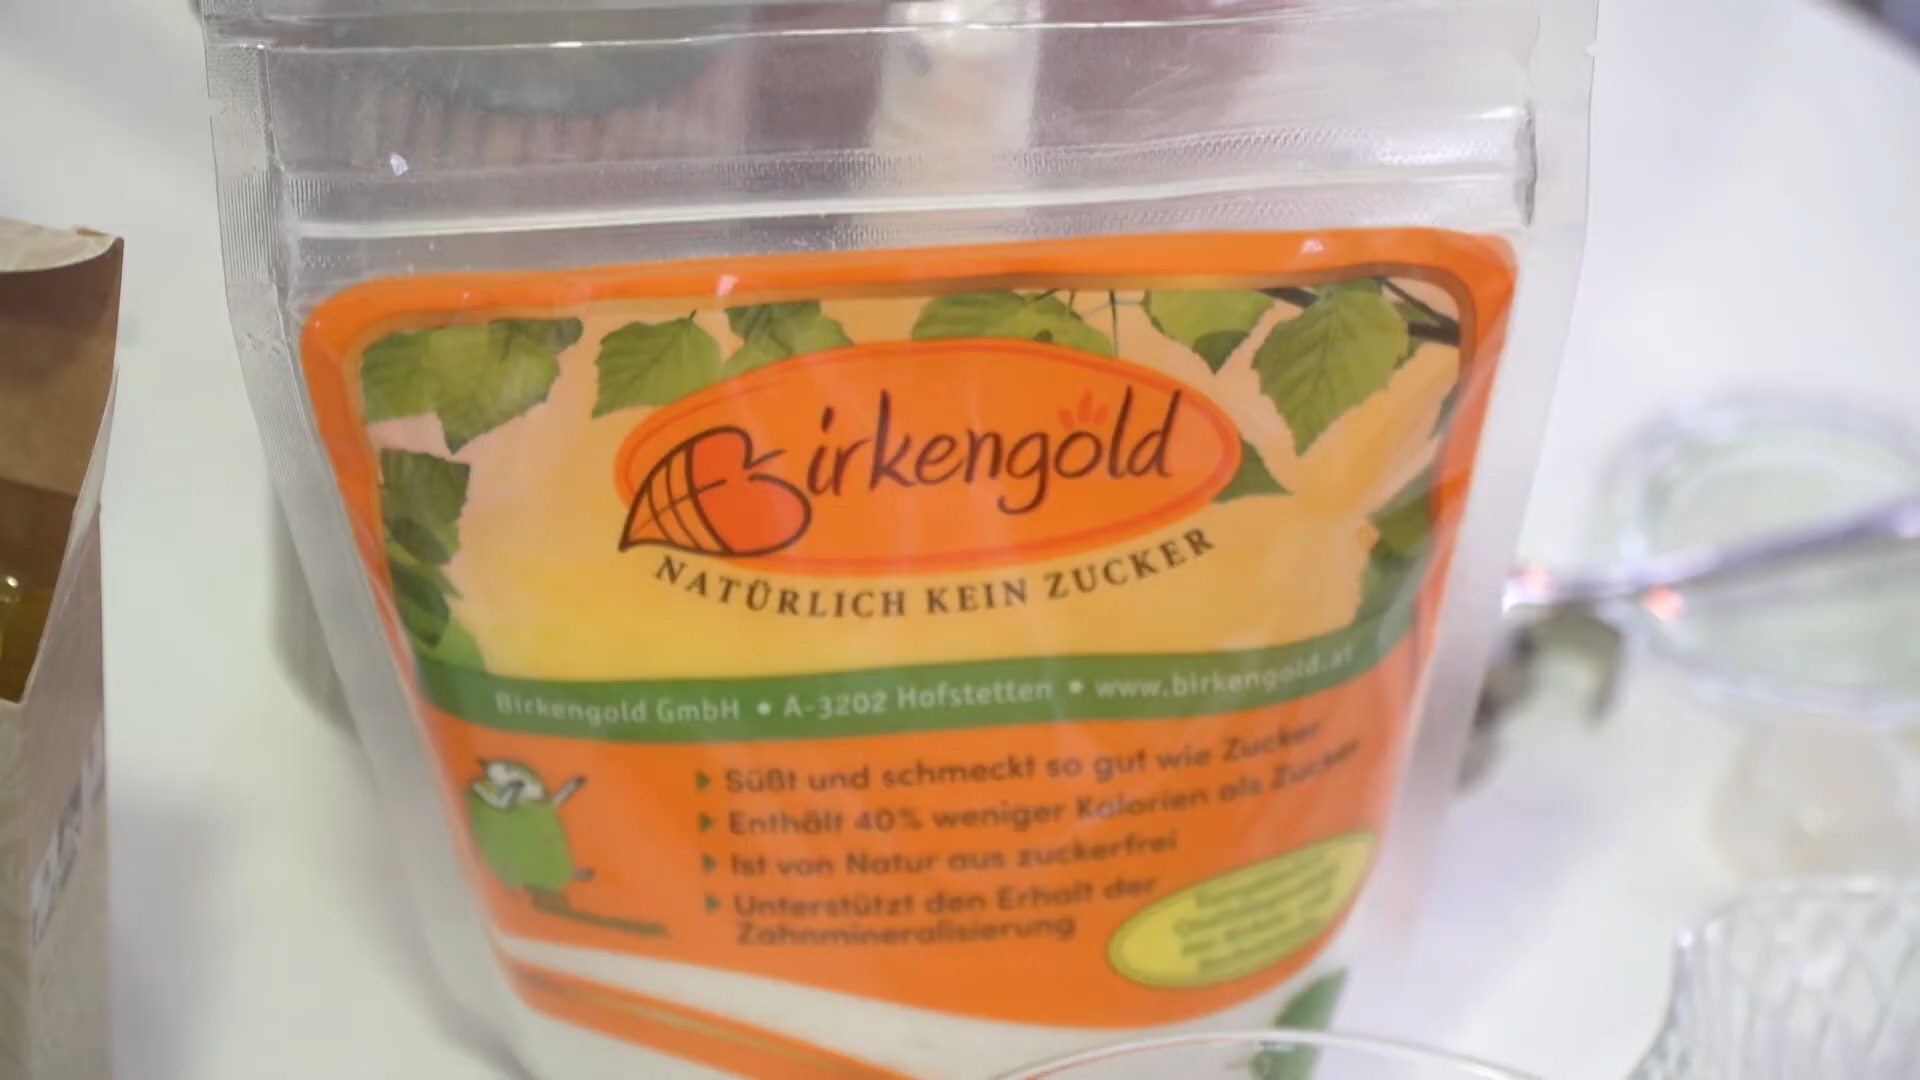 Birkengold
NATÜRLICH KEIN ZUCKER
Birkengold GmbH • A-3202 Hofstetten • www.birkengold.at
Süßt und schmeckt so gut wie Zucker
Enthält 40% weniger Kalorien als Zucker
Ist von Natur aus zuckerfrei
Unterstützt den Erhalt der
Zahnmineralisierung